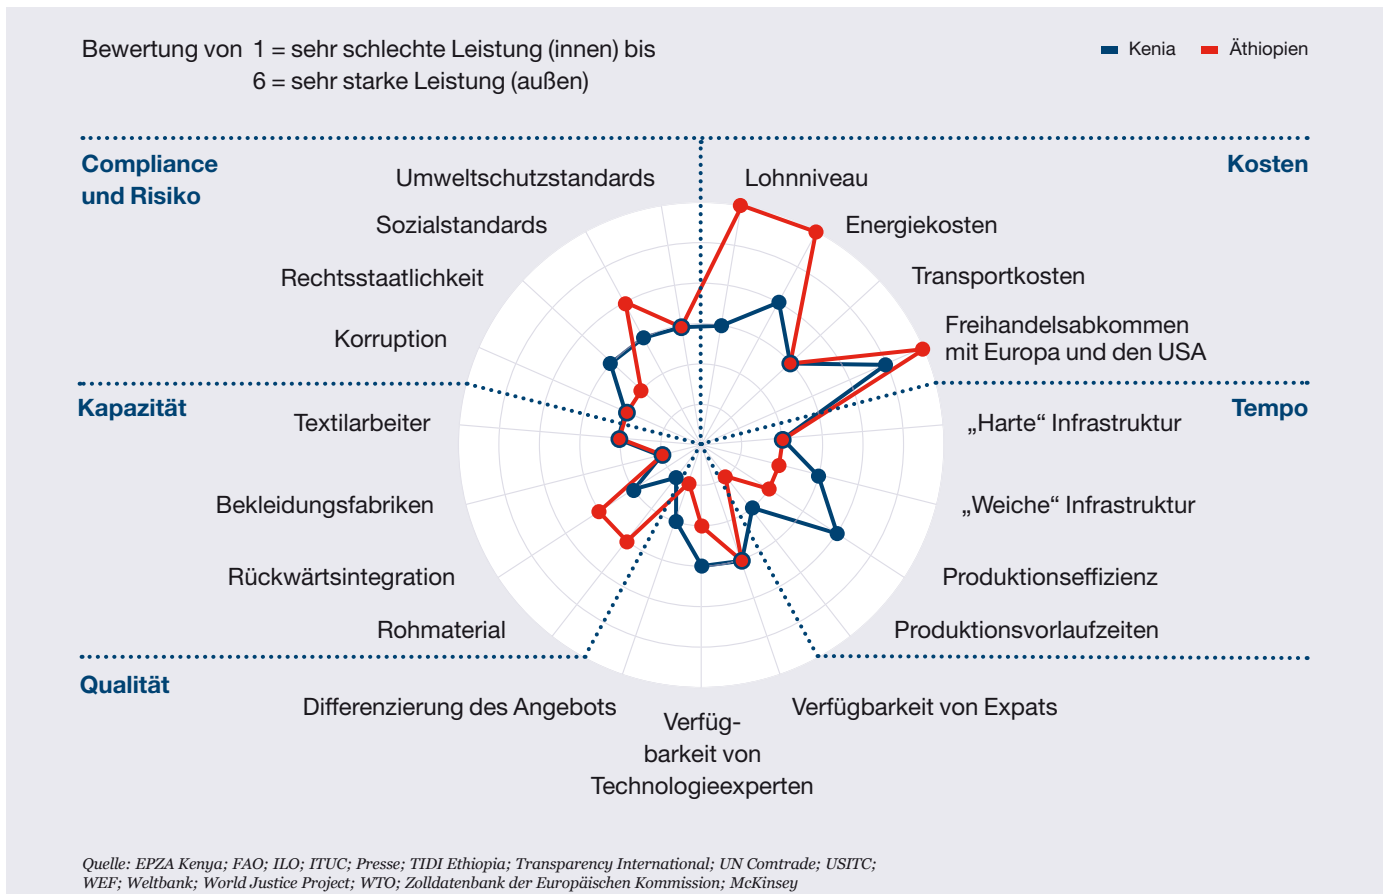 Bewertung von 1 = sehr schlechte Leistung (innen) bis
6 = sehr starke Leistung (außen)
Kenia
Äthiopien
Compliance
und Risiko
Kosten
Umweltschutzstandards
Lohnniveau
Sozialstandards
Energiekosten
Rechtsstaatlichkeit
Transportkosten
Korruption
Freihandelsabkommen
mit Europa und den USA
Kapazität
Tempo
Textilarbeiter
„Harte“ Infrastruktur
Bekleidungsfabriken
„Weiche“ Infrastruktur
Rückwärtsintegration
Produktionseffizienz
Rohmaterial
Produktionsvorlaufzeiten
Qualität
Differenzierung des Angebots
Verfüg-
barkeit von
Technologieexperten
Verfügbarkeit von Expats
Quelle: EPZA Kenya; FAO; ILO; ITUC; Presse; TIDI Ethiopia; Transparency International; UN Comtrade; USITC;
WEF; Weltbank; World Justice Project; WTO; Zolldatenbank der Europäischen Kommission; McKinsey